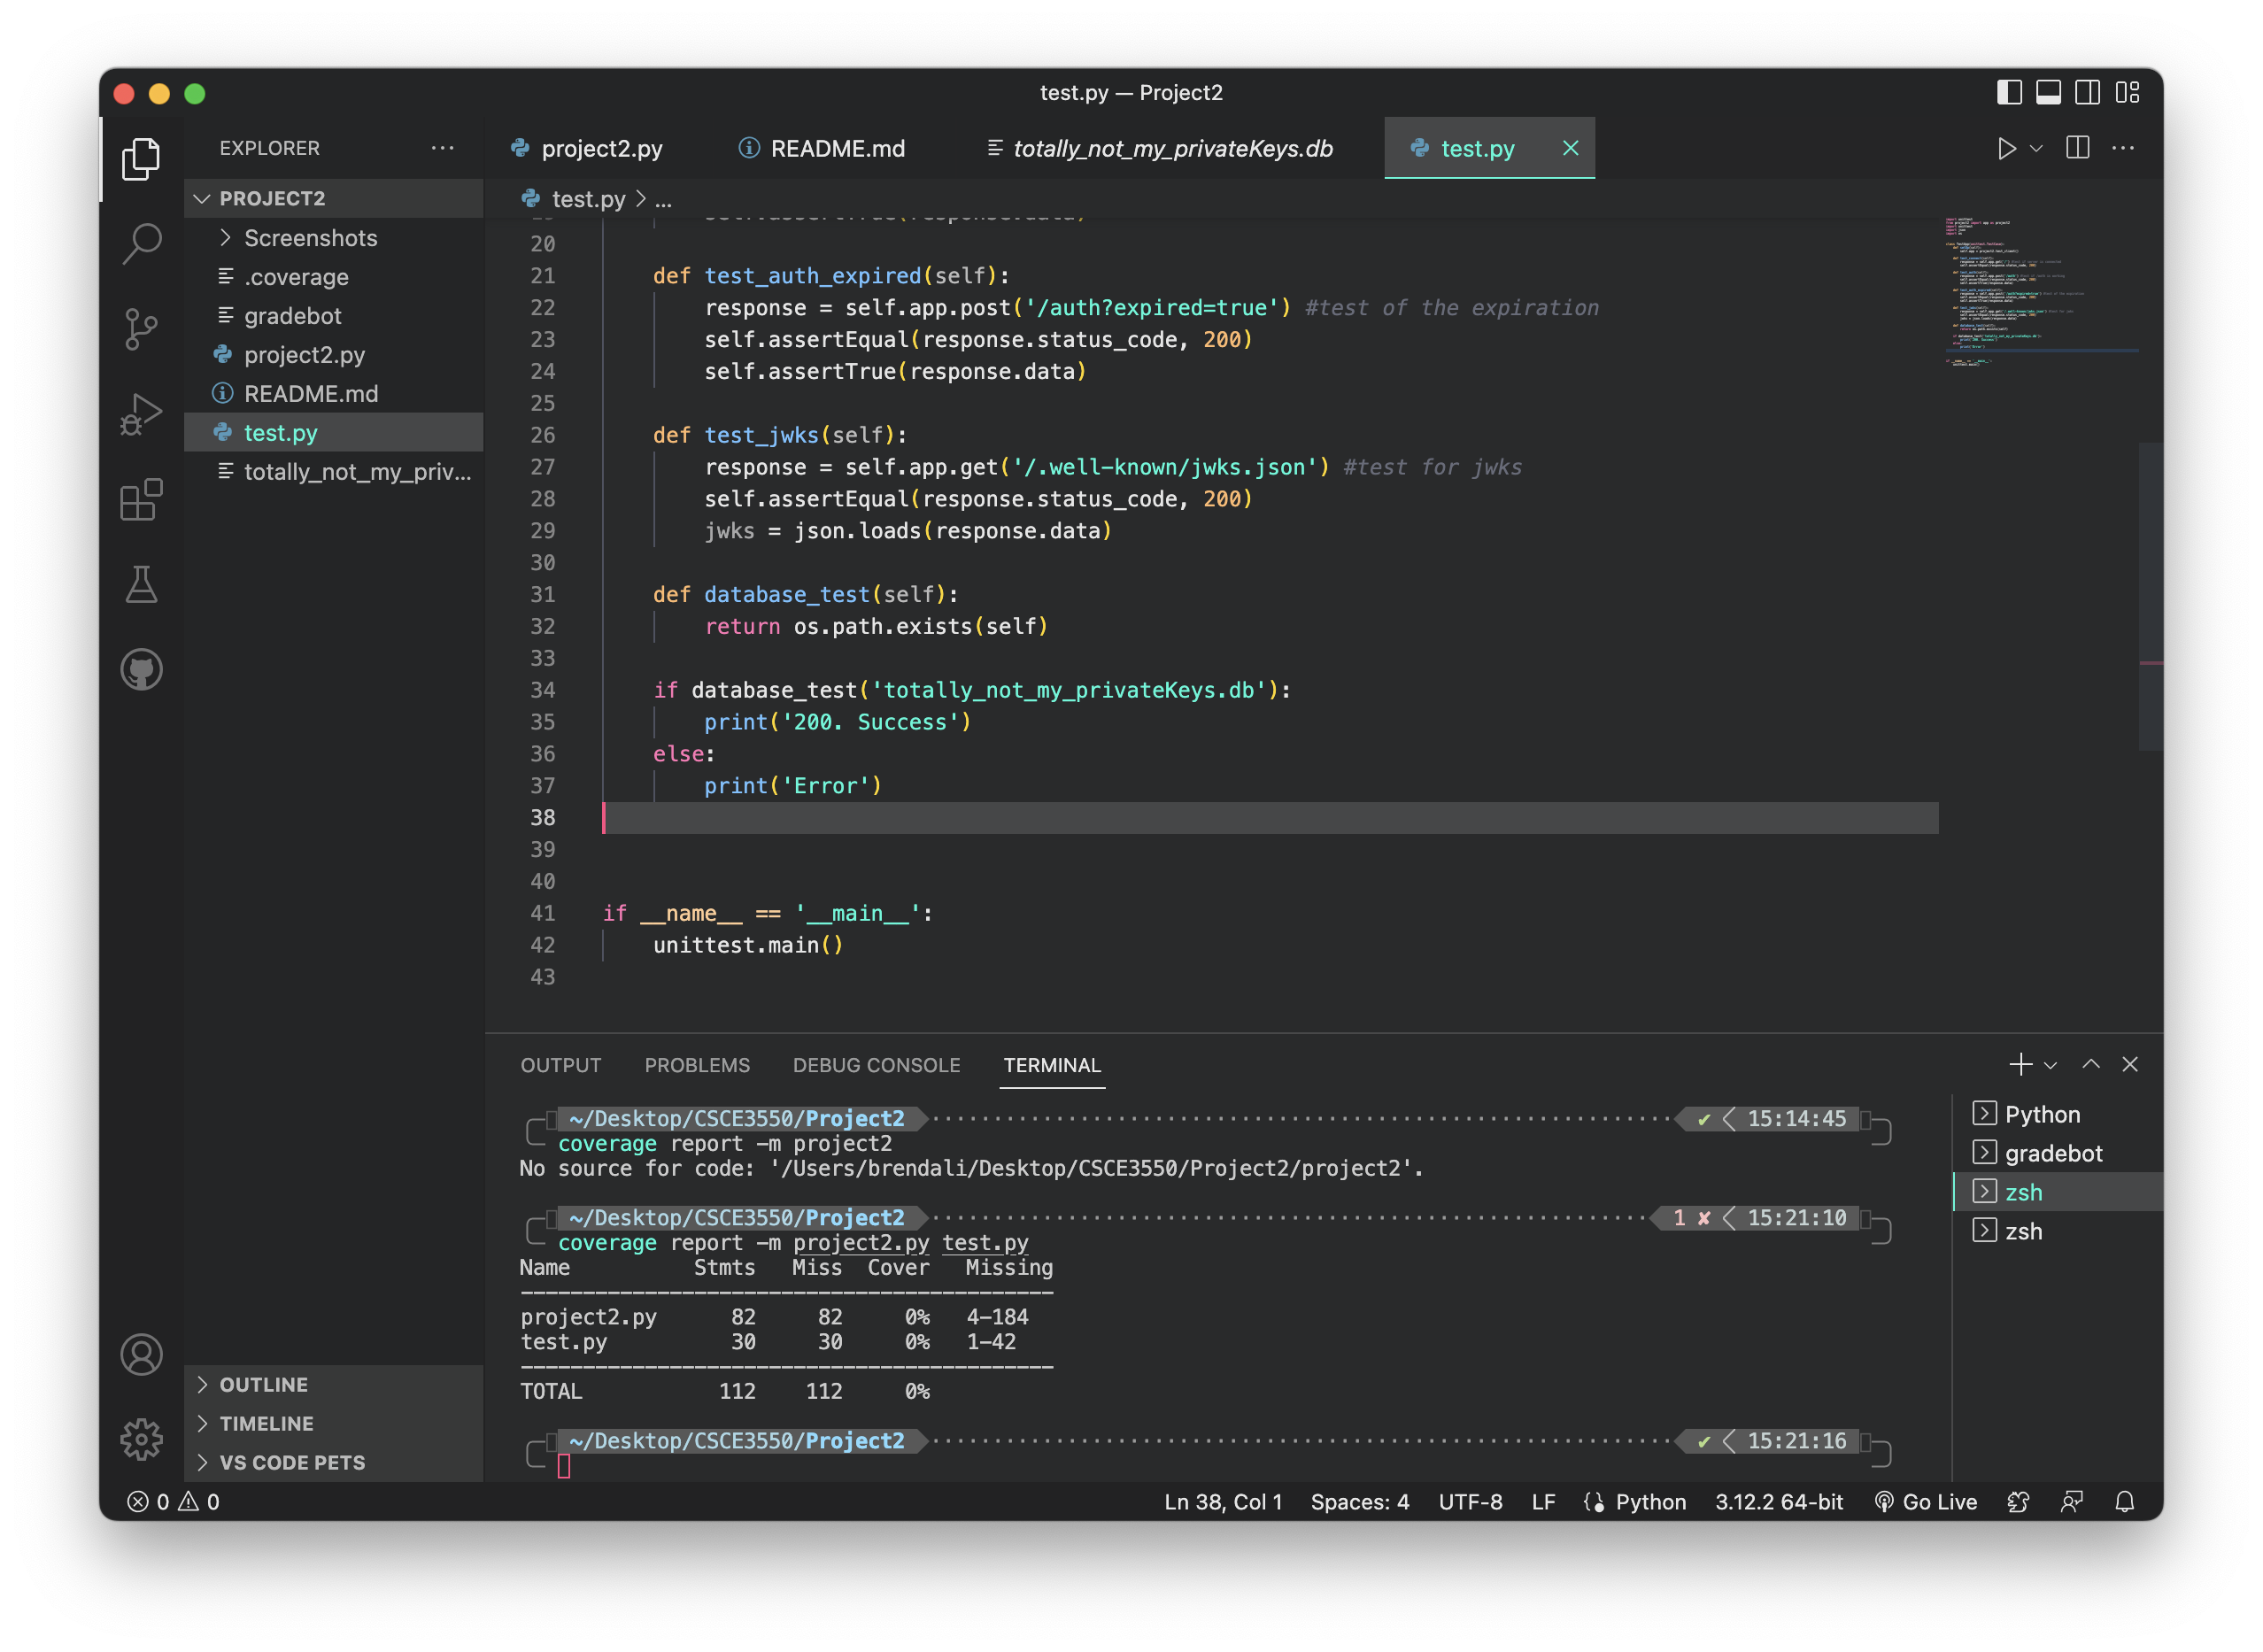 test.py — Project2
EXPLORER
project2.py
README.md
totally_not_my_privateKeys.db
test.py
PROJECT2
Screenshots
.coverage
gradebot
project2.py
README.md
test.py
totally_not_my_priv...
test.py > ...
20
21 def test_auth_expired(self):
22 response = self.app.post('/auth?expired=true') #test of the expiration
23 self.assertEqual(response.status_code, 200)
24 self.assertTrue(response.data)
25
26 def test_jwks(self):
27 response = self.app.get('/.well-known/jwks.json') #test for jwks
28 self.assertEqual(response.status_code, 200)
29 jwks = json.loads(response.data)
30
31 def database_test(self):
32 return os.path.exists(self)
33
34 if database_test('totally_not_my_privateKeys.db'):
35 print('200. Success')
36 else:
37 print('Error')
38
39
40
41 if __name__ == '__main__':
42 unittest.main()
43
OUTLINE
TIMELINE
VS CODE PETS
OUTPUT PROBLEMS DEBUG CONSOLE TERMINAL
~/Desktop/CSCE3550/Project2 ✔ 15:14:45
coverage report -m project2
No source for code: '/Users/brendali/Desktop/CSCE3550/Project2/project2'.
~/Desktop/CSCE3550/Project2 1 ✘ 15:21:10
coverage report -m project2.py test.py
Name Stmts Miss Cover Missing
----------------------------------------
project2.py 82 82 0% 4-184
test.py 30 30 0% 1-42
----------------------------------------
TOTAL 112 112 0%
~/Desktop/CSCE3550/Project2 ✔ 15:21:16
Python
gradebot
zsh
zsh
0 0
Ln 38, Col 1 Spaces: 4 UTF-8 LF Python 3.12.2 64-bit Go Live